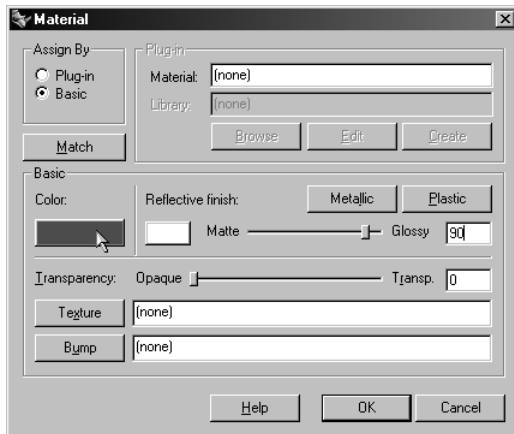 Material
Assign By
Plug-in
Basic
Match
Plug-in
Material: (none)
Library: (none)
Browse Edit Create
Basic
Color: Reflective finish: Metallic Plastic
Matte Glossy 90
Transparency: Opaque Transp. 0
Texture (none)
Bump (none)
Help OK Cancel